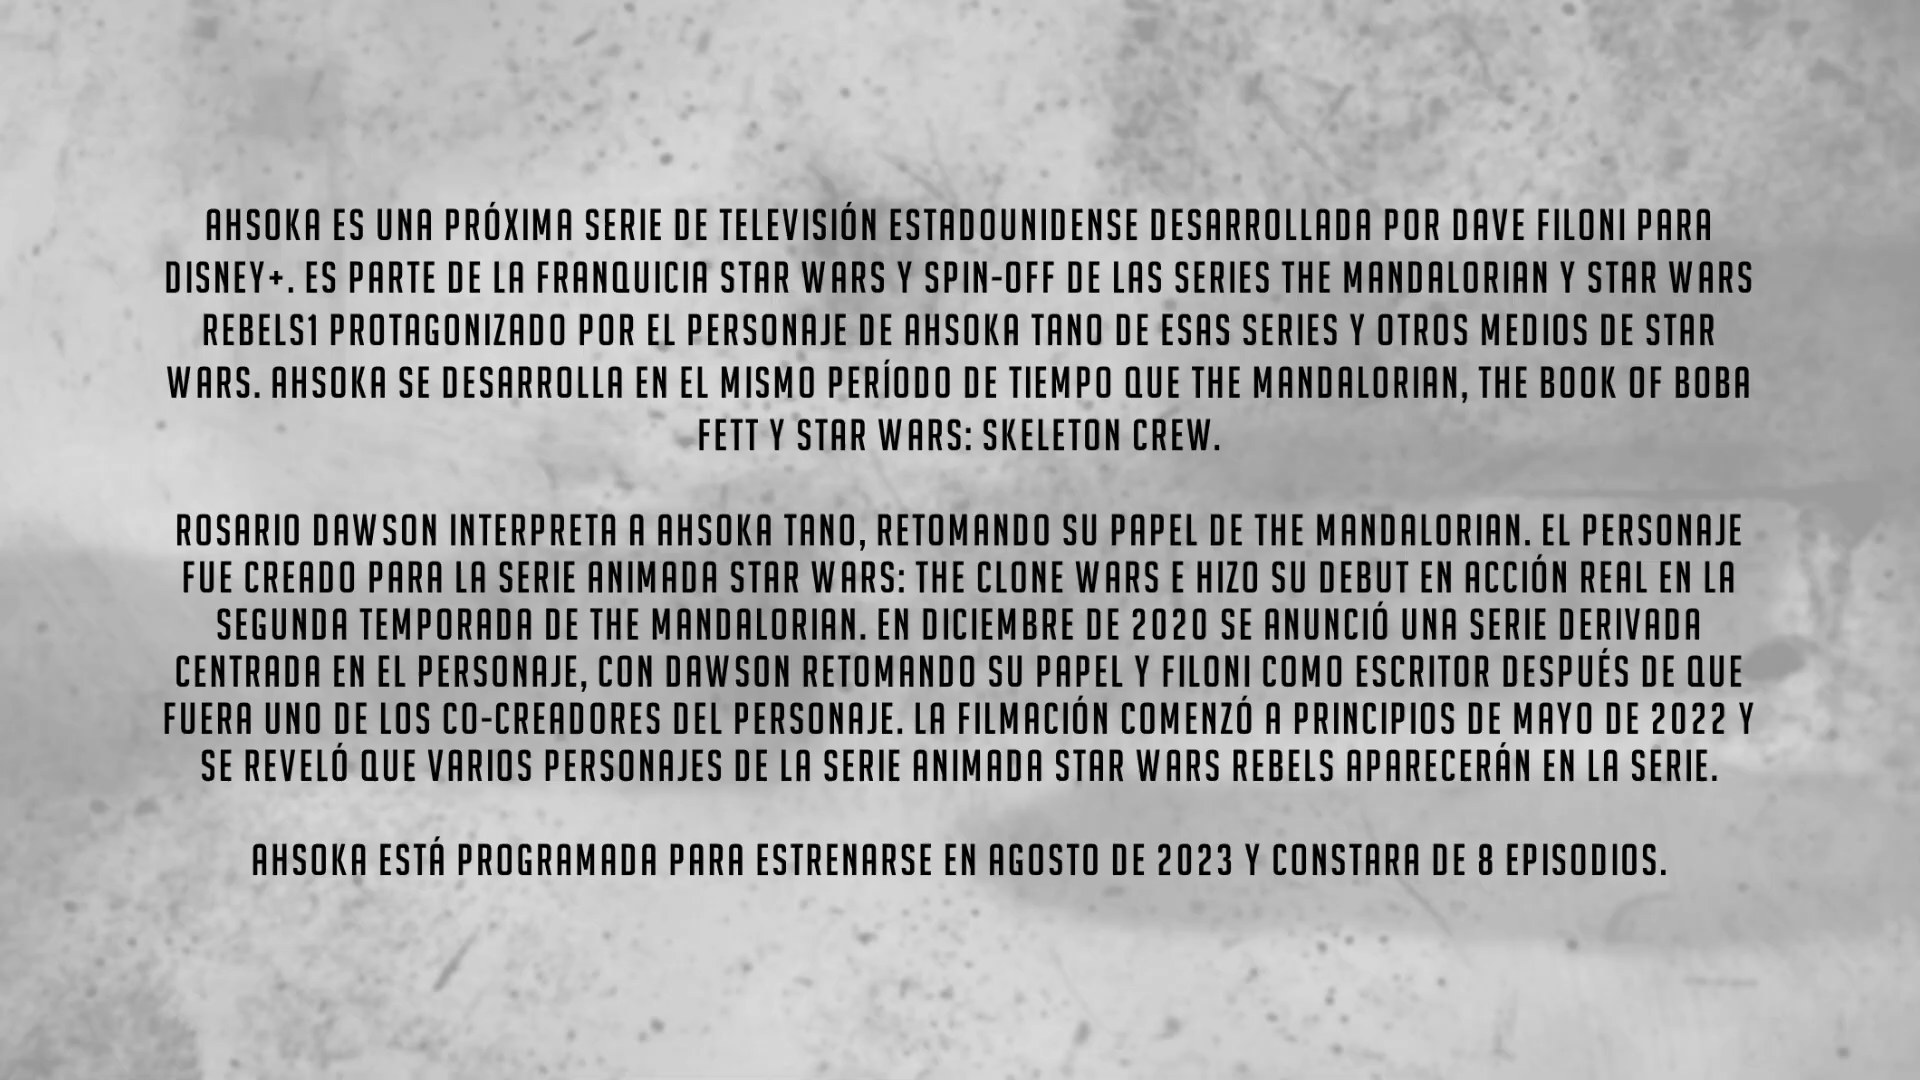 AHSOKA ES UNA PRÓXIMA SERIE DE TELEVISIÓN ESTADOUNIDENSE DESARROLLADA POR DAVE FILONI PARA
DISNEY+. ES PARTE DE LA FRANQUICIA STAR WARS Y SPIN-OFF DE LAS SERIES THE MANDALORIAN Y STAR WARS
REBELS1 PROTAGONIZADO POR EL PERSONAJE DE AHSOKA TANO DE ESAS SERIES Y OTROS MEDIOS DE STAR
WARS. AHSOKA SE DESARROLLA EN EL MISMO PERÍODO DE TIEMPO QUE THE MANDALORIAN, THE BOOK OF BOBA
FETT Y STAR WARS: SKELETON CREW.
ROSARIO DAWSON INTERPRETA A AHSOKA TANO, RETOMANDO SU PAPEL DE THE MANDALORIAN. EL PERSONAJE
FUE CREADO PARA LA SERIE ANIMADA STAR WARS: THE CLONE WARS E HIZO SU DEBUT EN ACCIÓN REAL EN LA
SEGUNDA TEMPORADA DE THE MANDALORIAN. EN DICIEMBRE DE 2020 SE ANUNCIÓ UNA SERIE DERIVADA
CENTRADA EN EL PERSONAJE, CON DAWSON RETOMANDO SU PAPEL Y FILONI COMO ESCRITOR DESPUÉS DE QUE
FUERA UNO DE LOS CO-CREADORES DEL PERSONAJE. LA FILMACIÓN COMENZÓ A PRINCIPIOS DE MAYO DE 2022 Y
SE REVELÓ QUE VARIOS PERSONAJES DE LA SERIE ANIMADA STAR WARS REBELS APARECERÁN EN LA SERIE.
AHSOKA ESTÁ PROGRAMADA PARA ESTRENARSE EN AGOSTO DE 2023 Y CONSTARA DE 8 EPISODIOS.